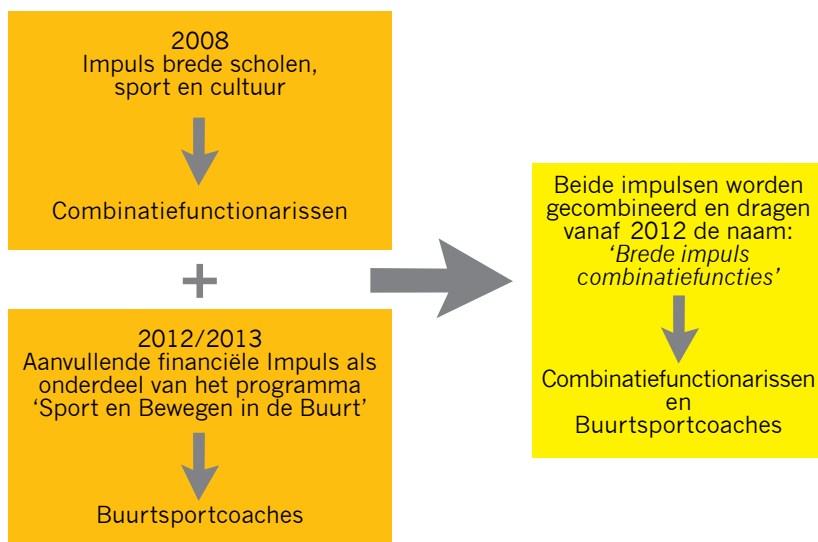 2008
Impuls brede scholen,
sport en cultuur
Combinatiefunctionarissen
+
2012/2013
Aanvullende financiële Impuls als
onderdeel van het programma
‘Sport en Bewegen in de Buurt’
Buurtsportcoaches
Beide impulsen worden
gecombineerd en dragen
vanaf 2012 de naam:
‘Brede impuls
combinatiefuncties’
Combinatiefunctionarissen
en
Buurtsportcoaches